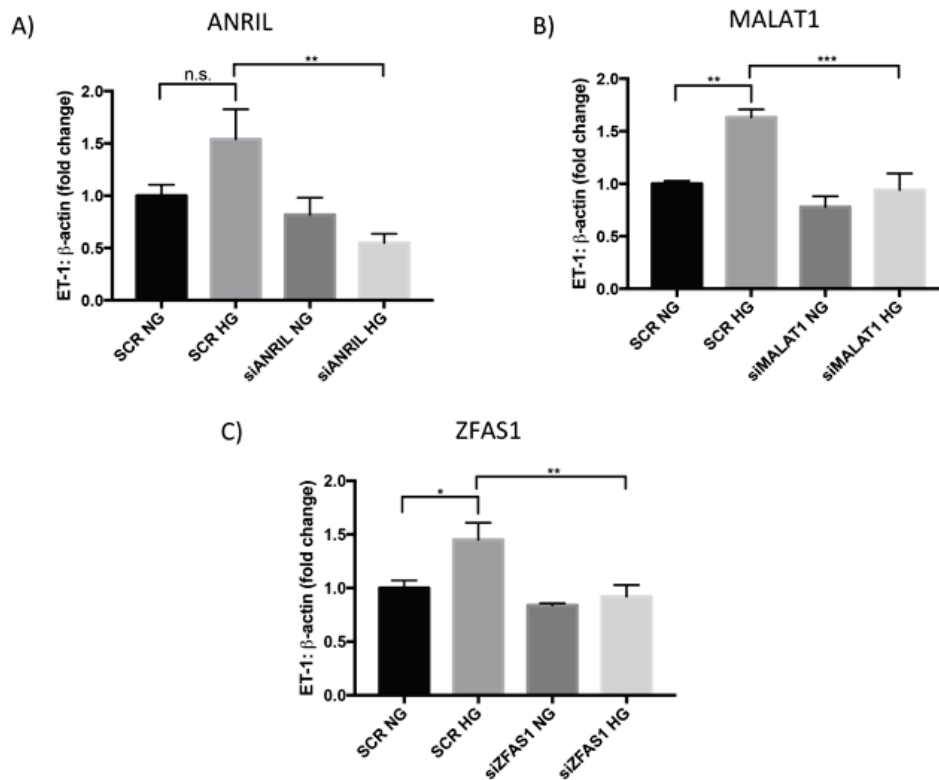 A)
ANRIL
n.s.
**
ET-1: β-actin (fold change)
2.0
1.5
1.0
0.5
0.0
SCR NG
SCR HG
siANRIL NG
siANRIL HG
B)
MALAT1
**
***
ET-1: β-actin (fold change)
2.0
1.5
1.0
0.5
0.0
SCR NG
SCR HG
siMALAT1 NG
siMALAT1 HG
C)
ZFAS1
*
**
ET-1: β-actin (fold change)
2.0
1.5
1.0
0.5
0.0
SCR NG
SCR HG
siZFAS1 NG
siZFAS1 HG